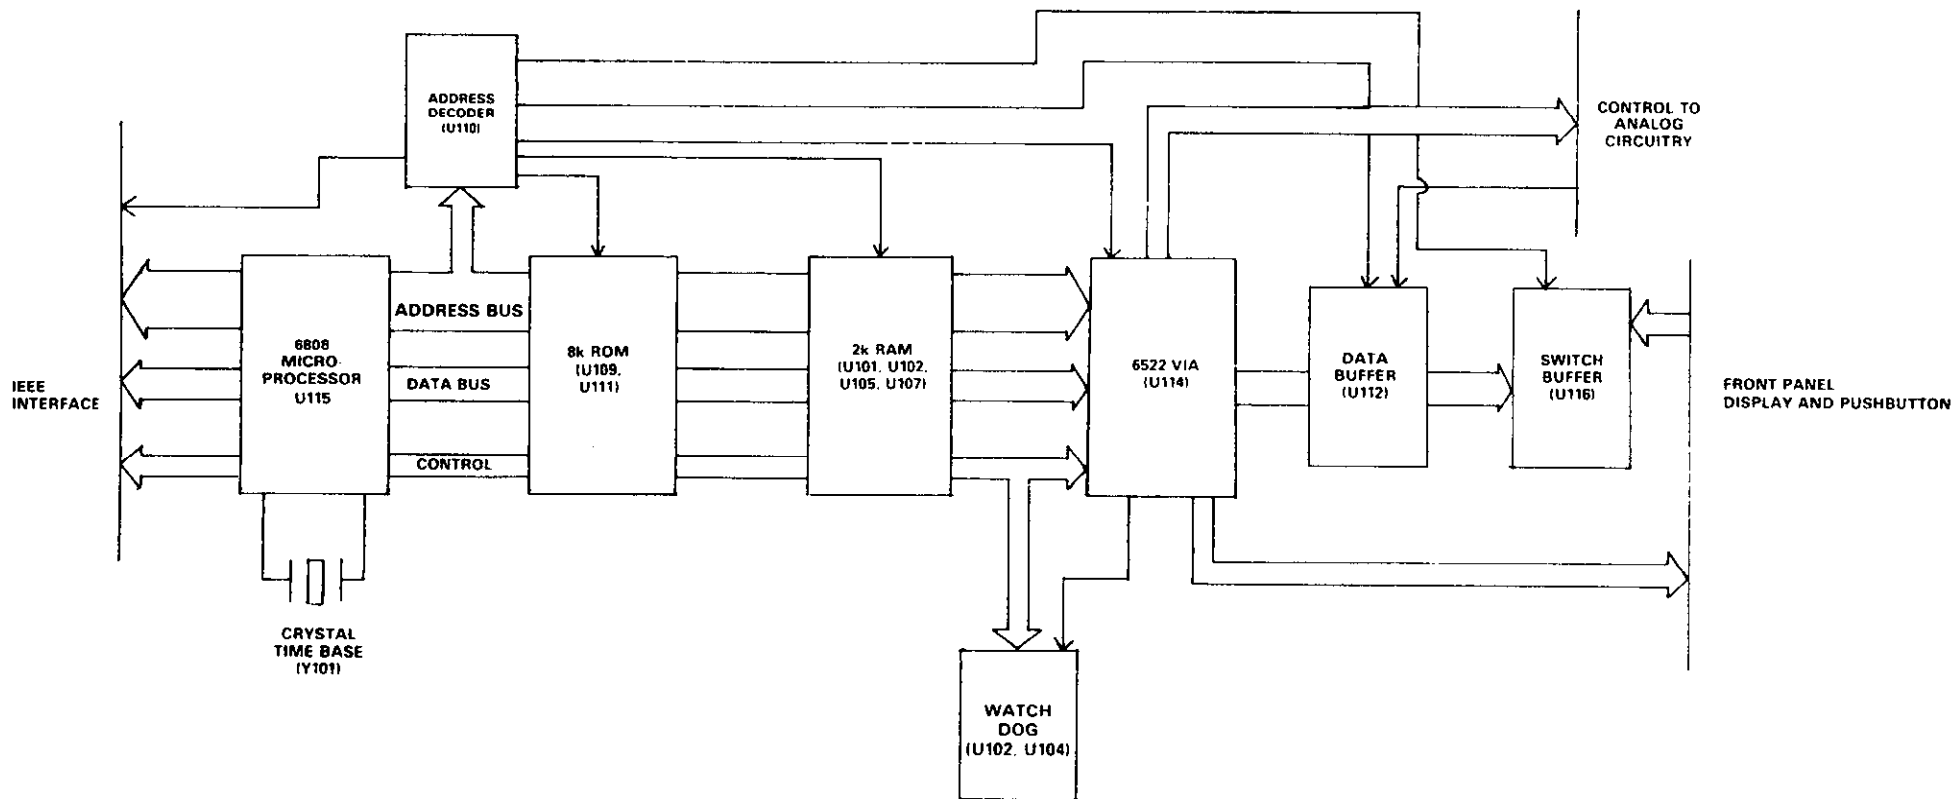 ADDRESS
DECODER
(U110)
CONTROL TO
ANALOG
CIRCUITRY
ADDRESS BUS
6808
MICRO-
PROCESSOR
U115
DATA BUS
CONTROL
8k ROM
(U109,
U111)
2k RAM
(U101, U102,
U105, U107)
6522 VIA
(U114)
DATA
BUFFER
(U112)
SWITCH
BUFFER
(U116)
IEEE
INTERFACE
FRONT PANEL
DISPLAY AND PUSHBUTTON
CRYSTAL
TIME BASE
(Y101)
WATCH
DOG
(U102, U104)